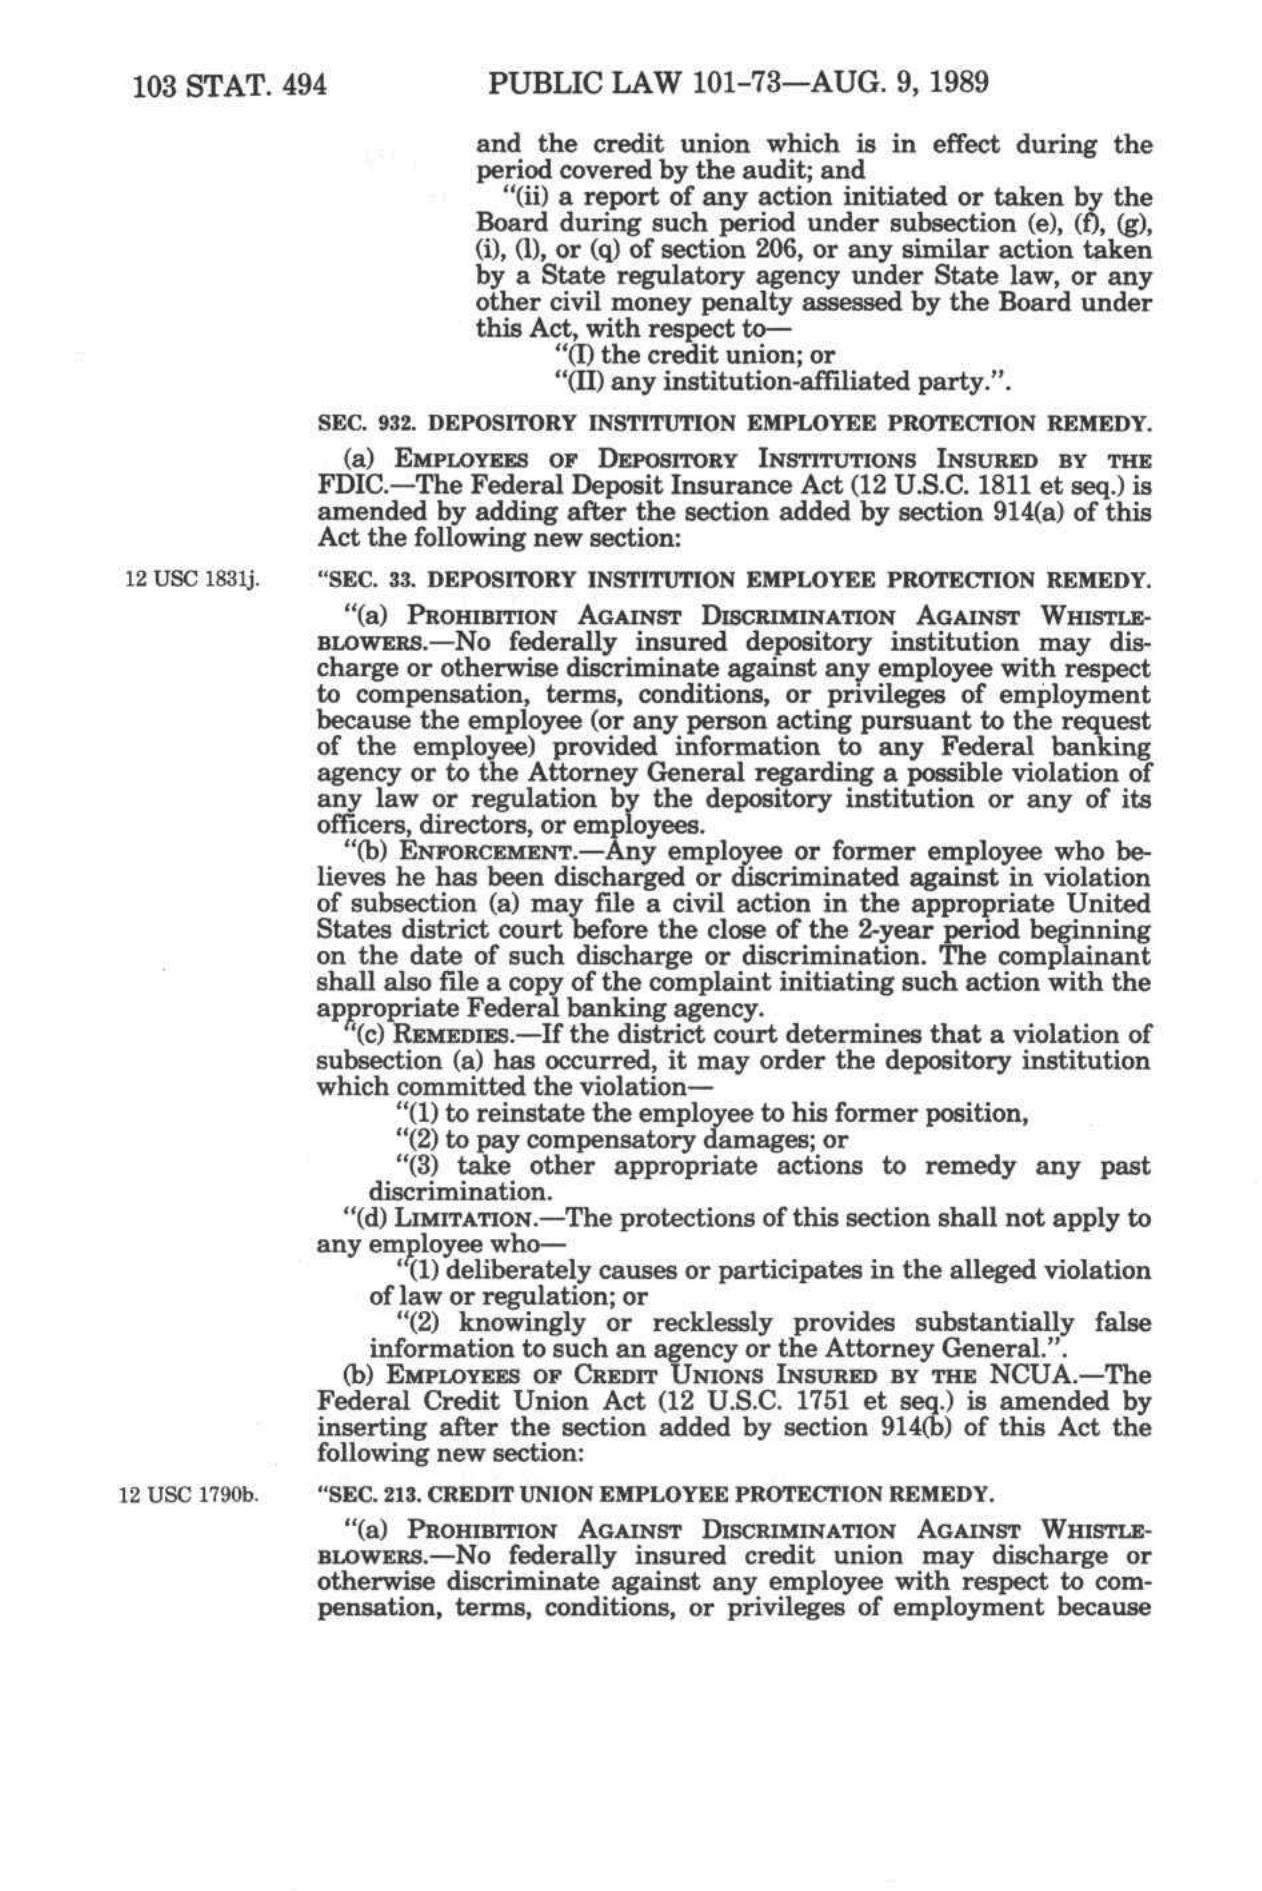 103 STAT. 494
PUBLIC LAW 101-73—AUG. 9, 1989
and the credit union which is in effect during the
period covered by the audit; and
"(ii) a report of any action initiated or taken by the
Board during such period under subsection (e), (f), (g),
(i), (l), or (q) of section 206, or any similar action taken
by a State regulatory agency under State law, or any
other civil money penalty assessed by the Board under
this Act, with respect to—
"(I) the credit union; or
"(II) any institution-affiliated party.".
SEC. 932. DEPOSITORY INSTITUTION EMPLOYEE PROTECTION REMEDY.
(a) EMPLOYEES OF DEPOSITORY INSTITUTIONS INSURED BY THE
FDIC.—The Federal Deposit Insurance Act (12 U.S.C. 1811 et seq.) is
amended by adding after the section added by section 914(a) of this
Act the following new section:
12 USC 1831j.
"SEC. 33. DEPOSITORY INSTITUTION EMPLOYEE PROTECTION REMEDY.
"(a) PROHIBITION AGAINST DISCRIMINATION AGAINST WHISTLE-
BLOWERS.—No federally insured depository institution may dis-
charge or otherwise discriminate against any employee with respect
to compensation, terms, conditions, or privileges of employment
because the employee (or any person acting pursuant to the request
of the employee) provided information to any Federal banking
agency or to the Attorney General regarding a possible violation of
any law or regulation by the depository institution or any of its
officers, directors, or employees.
"(b) ENFORCEMENT.—Any employee or former employee who be-
lieves he has been discharged or discriminated against in violation
of subsection (a) may file a civil action in the appropriate United
States district court before the close of the 2-year period beginning
on the date of such discharge or discrimination. The complainant
shall also file a copy of the complaint initiating such action with the
appropriate Federal banking agency.
"(c) REMEDIES.—If the district court determines that a violation of
subsection (a) has occurred, it may order the depository institution
which committed the violation—
"(1) to reinstate the employee to his former position,
"(2) to pay compensatory damages; or
"(3) take other appropriate actions to remedy any past
discrimination.
"(d) LIMITATION.—The protections of this section shall not apply to
any employee who—
"(1) deliberately causes or participates in the alleged violation
of law or regulation; or
"(2) knowingly or recklessly provides substantially false
information to such an agency or the Attorney General.".
(b) EMPLOYEES OF CREDIT UNIONS INSURED BY THE NCUA.—The
Federal Credit Union Act (12 U.S.C. 1751 et seq.) is amended by
inserting after the section added by section 914(b) of this Act the
following new section:
12 USC 1790b.
"SEC. 213. CREDIT UNION EMPLOYEE PROTECTION REMEDY.
"(a) PROHIBITION AGAINST DISCRIMINATION AGAINST WHISTLE-
BLOWERS.—No federally insured credit union may discharge or
otherwise discriminate against any employee with respect to com-
pensation, terms, conditions, or privileges of employment because